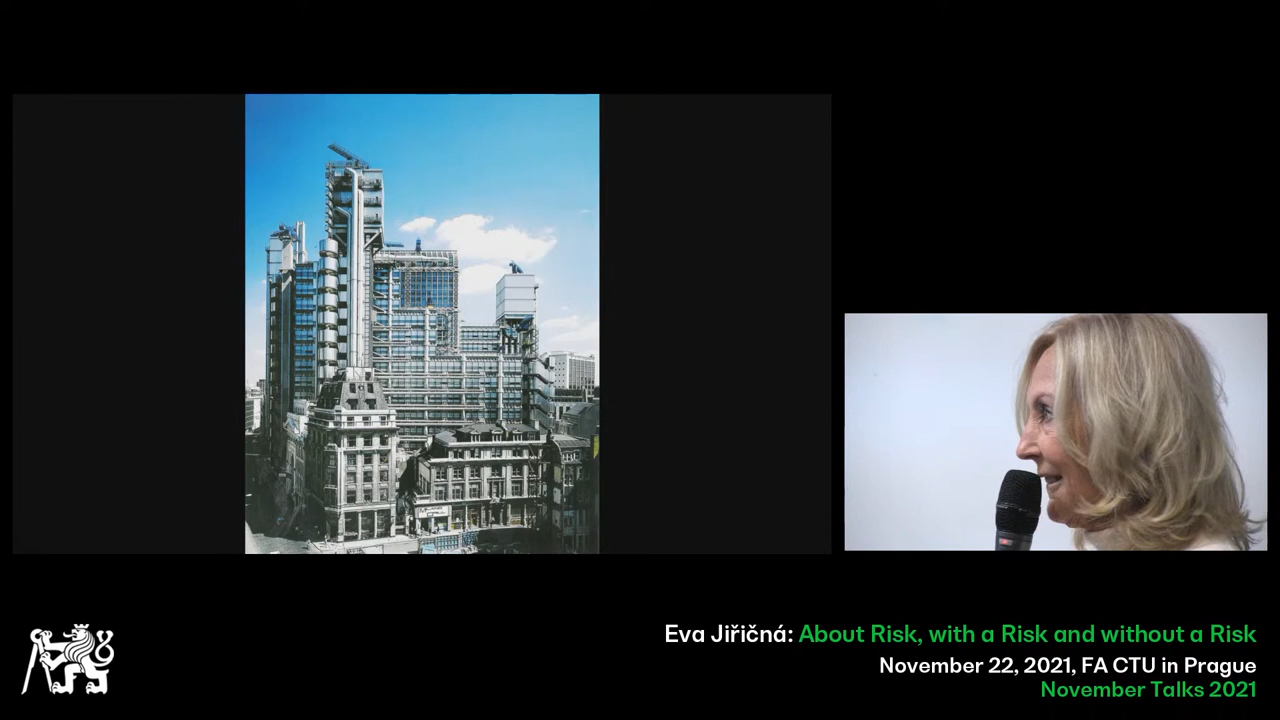 Eva Jiřičná: About Risk, with a Risk and without a Risk
November 22, 2021, FA CTU in Prague
November Talks 2021